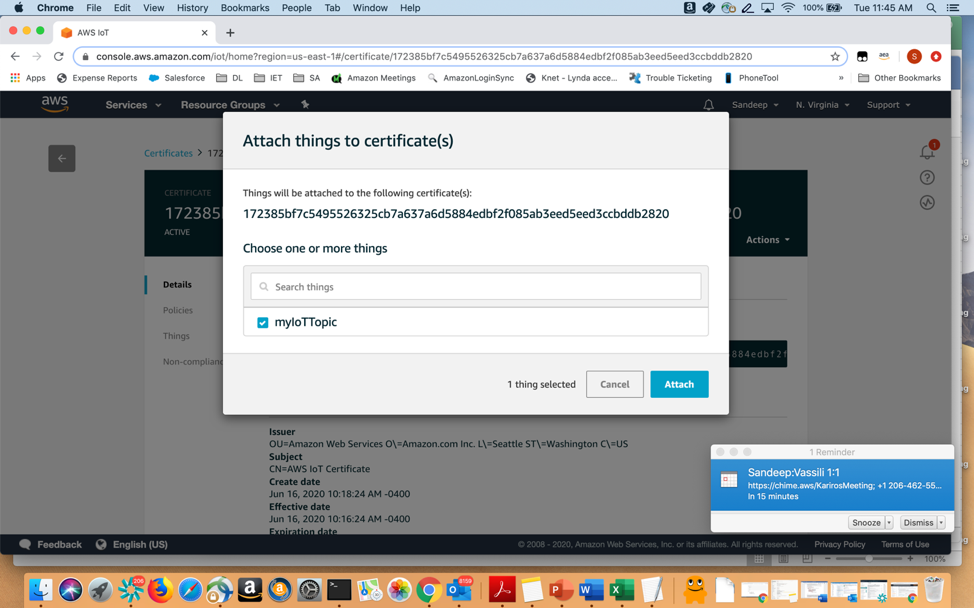 Chrome File Edit View History Bookmarks People Tab Window Help 100% Tue 11:45 AM
AWS IoT
console.aws.amazon.com/iot/home?region=us-east-1#/certificate/172385bf7c5495526325cb7a637a6d5884edbf2f085ab3eed5eed3ccbddb2820
aea S
Apps Expense Reports Salesforce DL IET SA Amazon Meetings AmazonLoginSync Knet - Lynda acce... Trouble Ticketing PhoneTool » Other Bookmarks
aws Services Resource Groups Sandeep N. Virginia Support
Attach things to certificate(s)
Certificates > 172
1
Things will be attached to the following certificate(s):
CERTIFICATE
172385bf7c5495526325cb7a637a6d5884edbf2f085ab3eed5eed3ccbddb2820
172385
20
ACTIVE
Actions
Choose one or more things
Details
Search things
Policies
myIoTTopic
Things
Non-complianc
884edbf2f
1 thing selected Cancel Attach
Issuer
OU=Amazon Web Services O\=Amazon.com Inc. L\=Seattle ST\=Washington C\=US
Subject
CN=AWS IoT Certificate
Create date
Jun 16, 2020 10:18:24 AM -0400
Effective date
Jun 16, 2020 10:16:24 AM -0400
Expiration date
1 Reminder
Sandeep:Vassili 1:1
https://chime.aws/KarirosMeeting; +1 206-462-55...
In 15 minutes
Snooze Dismiss
Feedback English (US) © 2008 - 2020, Amazon Web Services, Inc. or its affiliates. All rights reserved. Privacy Policy Terms of Use
100%
206
8159